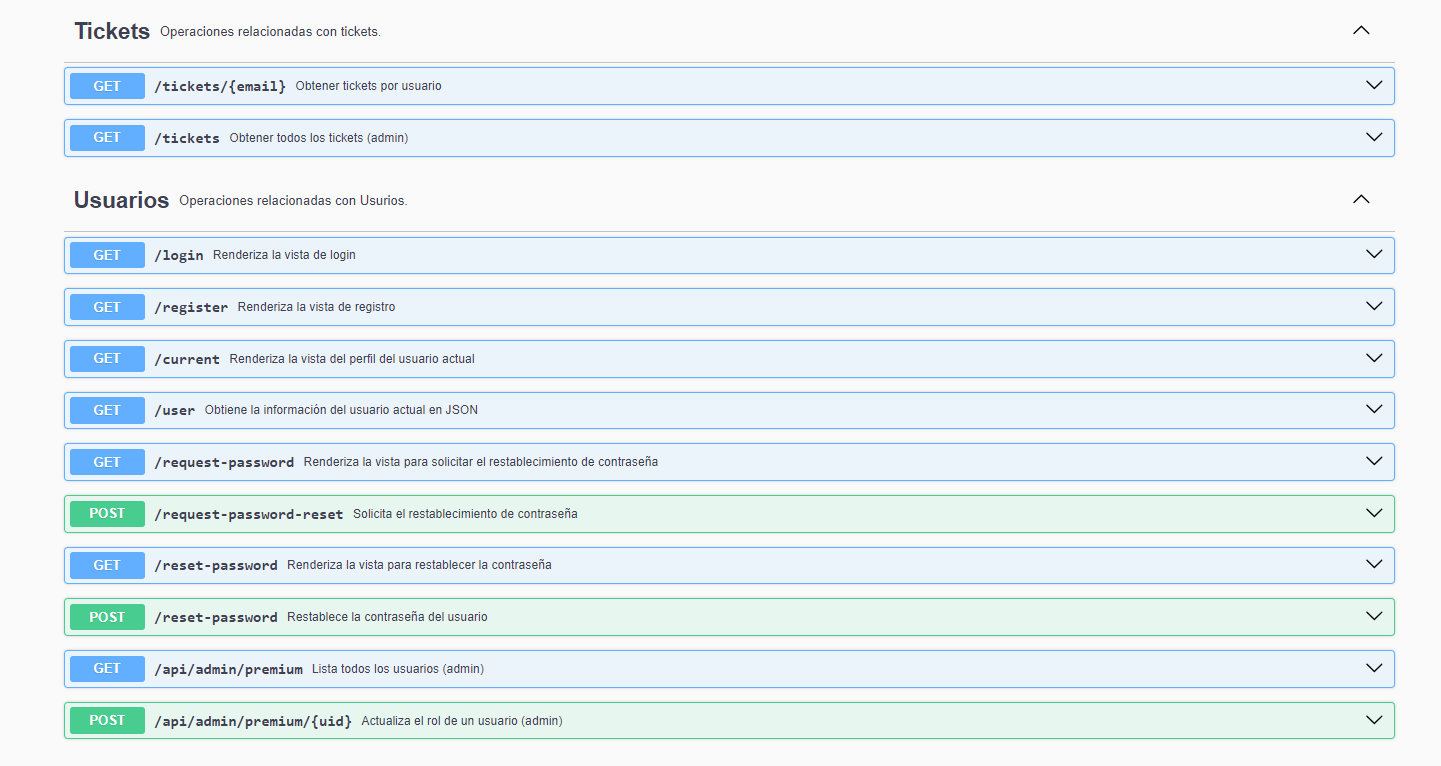 Tickets Operaciones relacionadas con tickets.
GET /tickets/{email} Obtener tickets por usuario
GET /tickets Obtener todos los tickets (admin)
Usuarios Operaciones relacionadas con Usurios.
GET /login Renderiza la vista de login
GET /register Renderiza la vista de registro
GET /current Renderiza la vista del perfil del usuario actual
GET /user Obtiene la información del usuario actual en JSON
GET /request-password Renderiza la vista para solicitar el restablecimiento de contraseña
POST /request-password-reset Solicita el restablecimiento de contraseña
GET /reset-password Renderiza la vista para restablecer la contraseña
POST /reset-password Restablece la contraseña del usuario
GET /api/admin/premium Lista todos los usuarios (admin)
POST /api/admin/premium/{uid} Actualiza el rol de un usuario (admin)